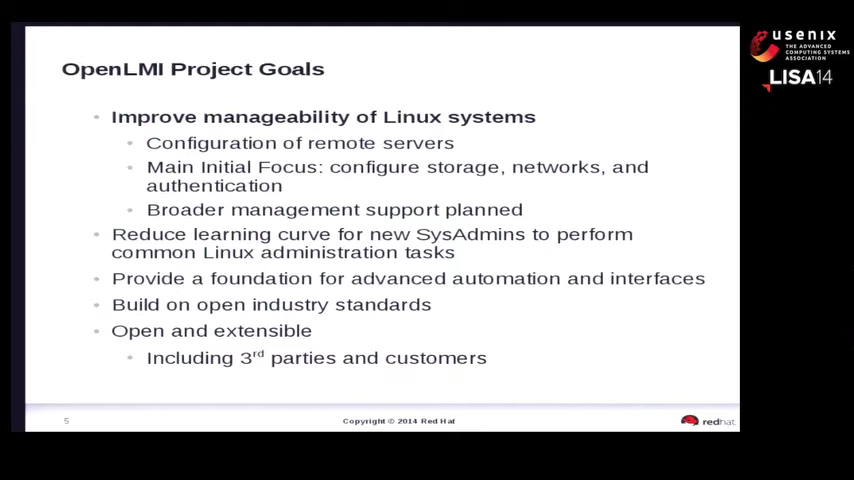 usenix
THE ADVANCED
COMPUTING SYSTEMS
ASSOCIATION
LISA14
OpenLMI Project Goals
Improve manageability of Linux systems
Configuration of remote servers
Main Initial Focus: configure storage, networks, and
authentication
Broader management support planned
Reduce learning curve for new SysAdmins to perform
common Linux administration tasks
Provide a foundation for advanced automation and interfaces
Build on open industry standards
Open and extensible
Including 3rd parties and customers
5
Copyright © 2014 Red Hat
redhat.